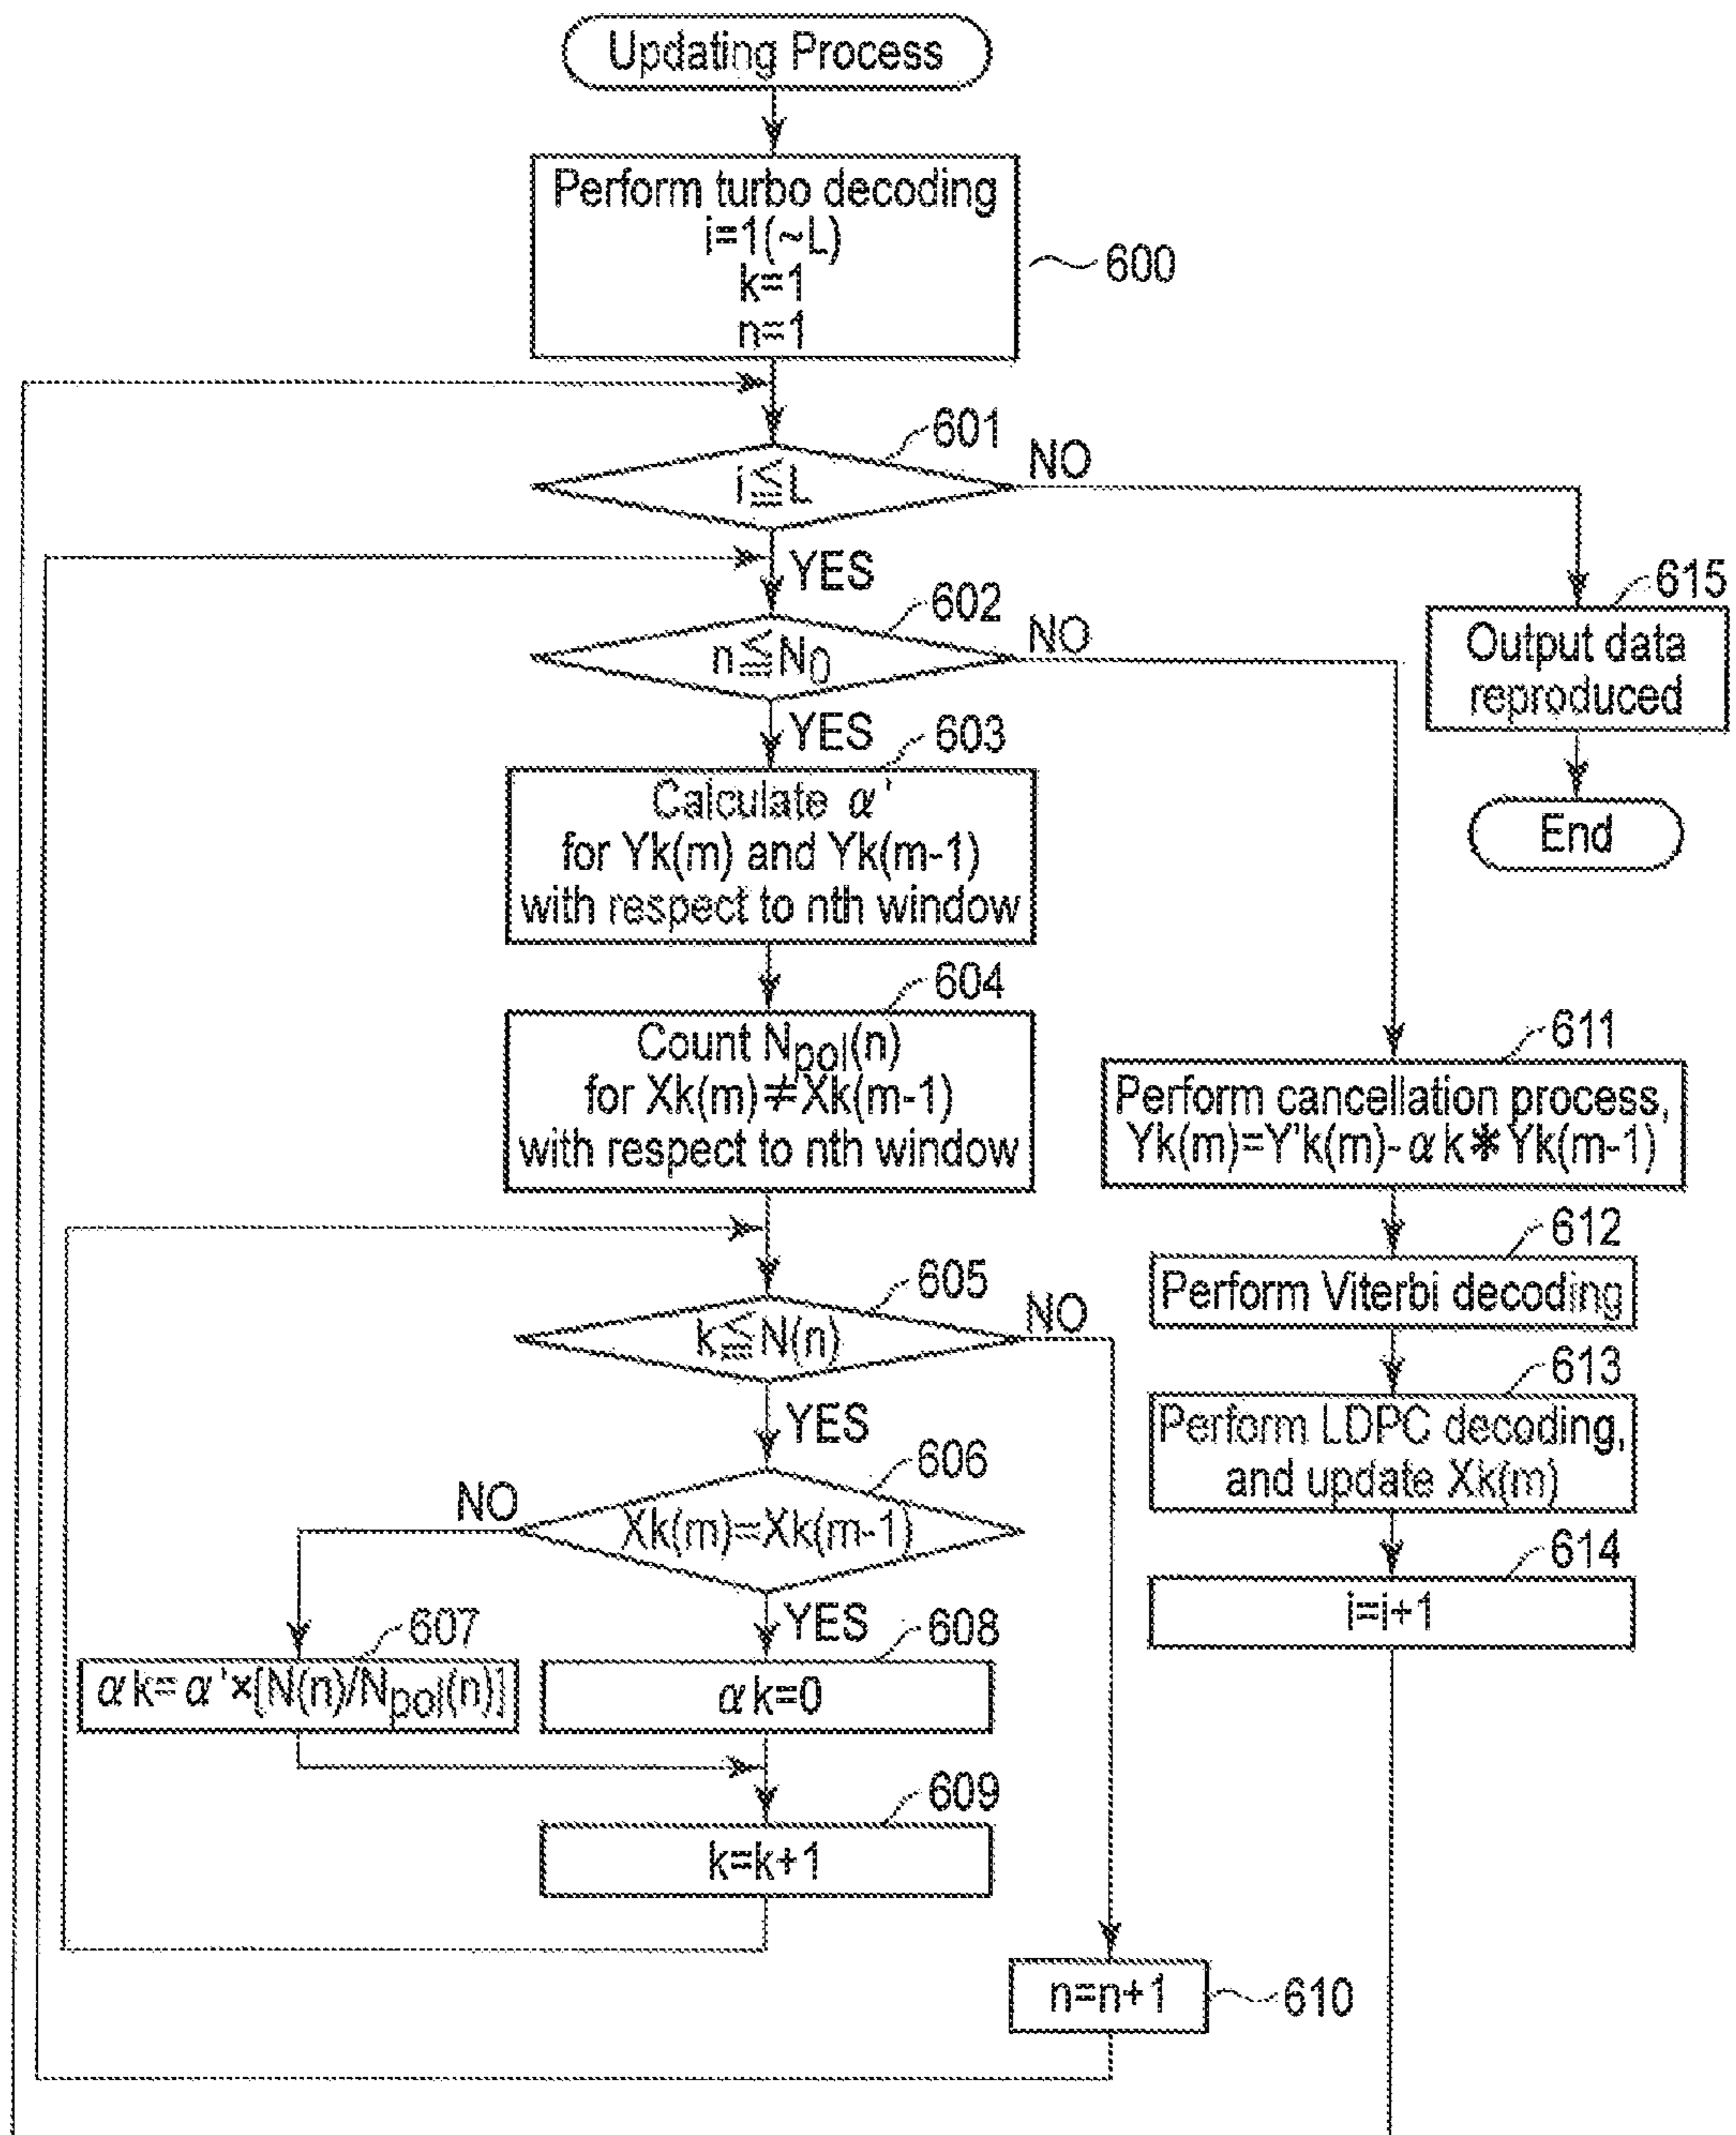 Updating Process
Perform turbo decoding
i=1(~L)
k=1
n=1
600
601
i≦L
NO
YES
602
n≦N0
NO
615
Output data
reproduced
YES
603
Calculate α'
for Yk(m) and Yk(m-1)
with respect to nth window
End
604
Count Npol(n)
for Xk(m)≠Xk(m-1)
with respect to nth window
611
Perform cancellation process,
Yk(m)=Y'k(m)-αk*Yk(m-1)
612
Perform Viterbi decoding
605
k≦N(n)
NO
YES
613
Perform LDPC decoding,
and update Xk(m)
606
NO
Xk(m)=Xk(m-1)
614
i=i+1
YES
607
αk=α'×[N(n)/Npol(n)]
608
αk=0
609
k=k+1
n=n+1
610